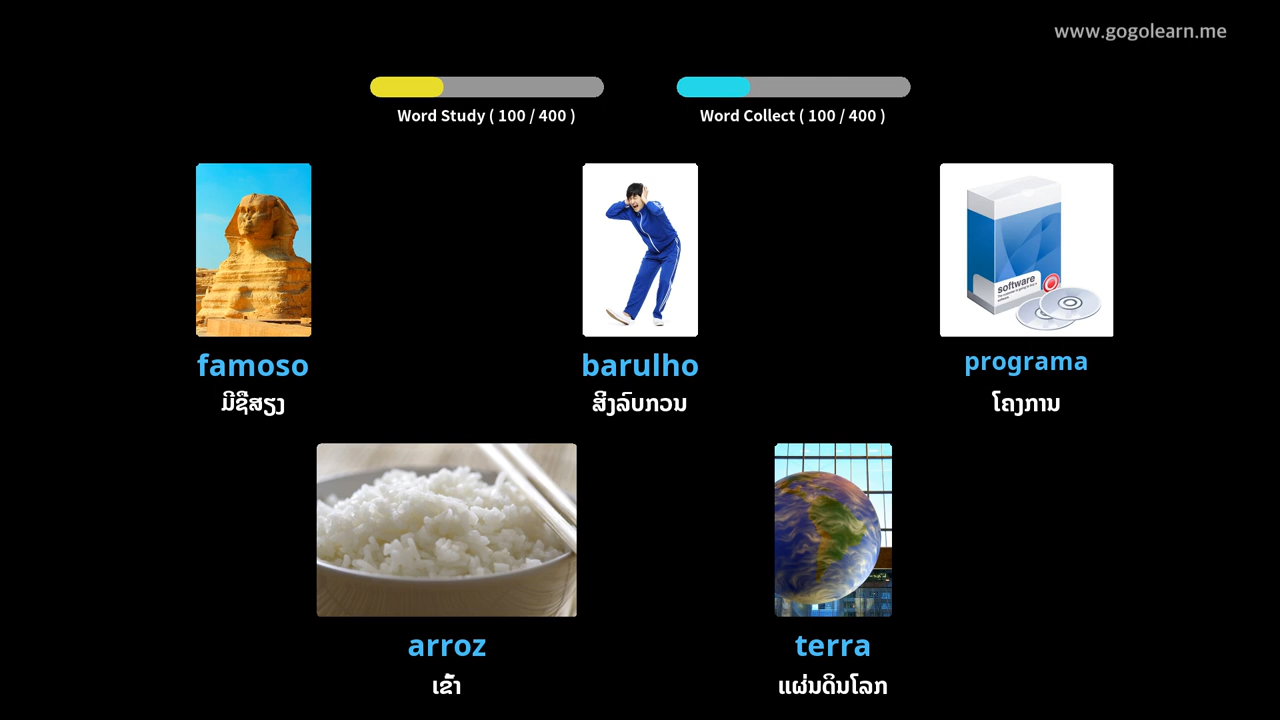 www.gogolearn.me
Word Study ( 100 / 400 )
Word Collect ( 100 / 400 )
software
famoso
barulho
programa
ມີຊື່ສຽງ
ສິ່ງລົບກວນ
ໂຄງການ
arroz
terra
ເຂົ້າ
ແຜ່ນດິນໂລກ